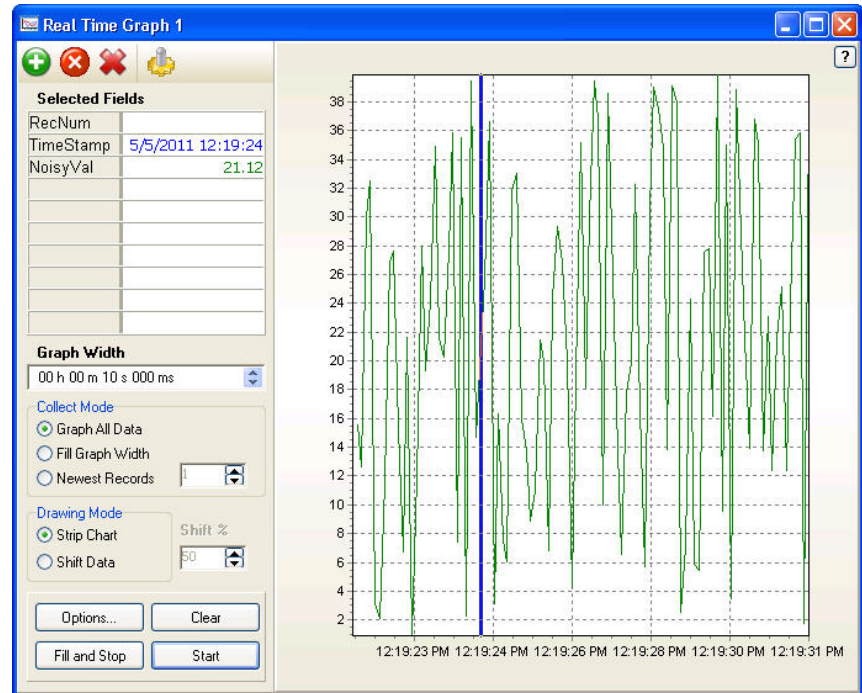 Real Time Graph 1
?
Selected Fields
RecNum
TimeStamp 5/5/2011 12:19:24
NoisyVal 21.12
Graph Width
00 h 00 m 10 s 000 ms
Collect Mode
Graph All Data
Fill Graph Width
Newest Records 1
Drawing Mode
Strip Chart
Shift Data
Shift %
50
Options...
Clear
Fill and Stop
Start
38
36
34
32
30
28
26
24
22
20
18
16
14
12
10
8
6
4
2
12:19:23 PM 12:19:24 PM 12:19:26 PM 12:19:28 PM 12:19:30 PM 12:19:31 PM